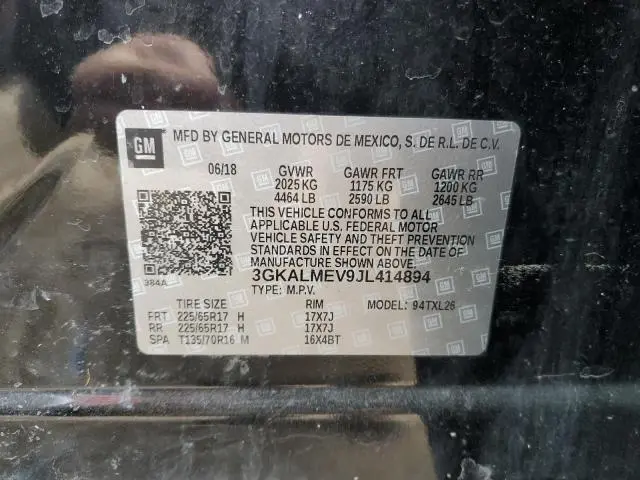 GM MFD BY GENERAL MOTORS DE MEXICO, S. DE R.L. DE C.V.
06/18 GVWR GAWR FRT GAWR RR
2025 KG 1175 KG 1200 KG
4464 LB 2590 LB 2645 LB
THIS VEHICLE CONFORMS TO ALL
APPLICABLE U.S. FEDERAL MOTOR
VEHICLE SAFETY AND THEFT PREVENTION
STANDARDS IN EFFECT ON THE DATE OF
MANUFACTURE SHOWN ABOVE.
384A 3GKALMEV9JL414894
TYPE: M.P.V.
TIRE SIZE RIM MODEL: 94TXL26
FRT 225/65R17 H 17X7J
RR 225/65R17 H 17X7J
SPA T135/70R16 M 16X4BT